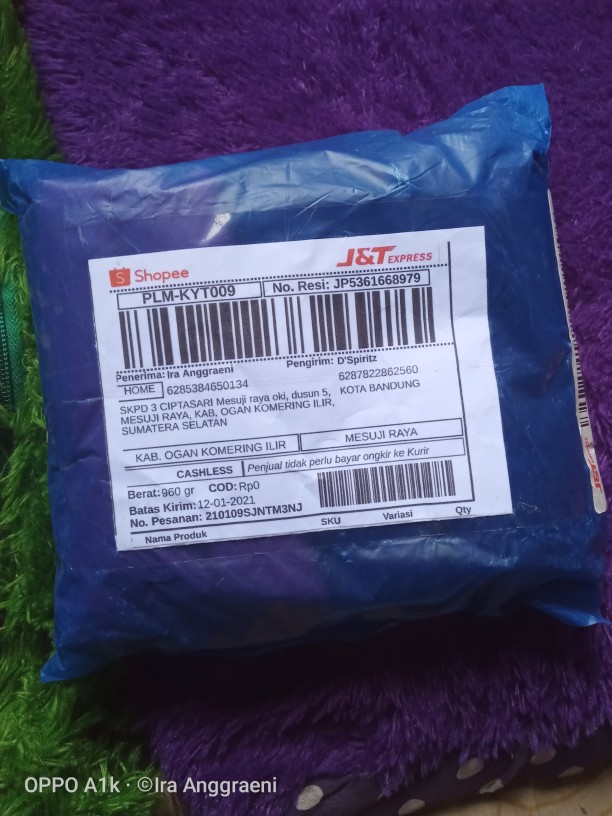 Shopee
J&T EXPRESS
PLM-KYT009
No. Resi: JP5361668979
Penerima: Ira Anggraeni
Pengirim: D'Spiritz
HOME 6285384650134
6287822862560
SKPD 3 CIPTASARI Mesuji raya oki, dusun 5,
KOTA BANDUNG
MESUJI RAYA, KAB. OGAN KOMERING ILIR,
SUMATERA SELATAN
KAB. OGAN KOMERING ILIR
MESUJI RAYA
CASHLESS
Penjual tidak perlu bayar ongkir ke Kurir
Berat: 960 gr COD: Rp0
Batas Kirim: 12-01-2021
No. Pesanan: 210109SJNTM3NJ
Nama Produk SKU Variasi Qty
OPPO A1k · ©Ira Anggraeni